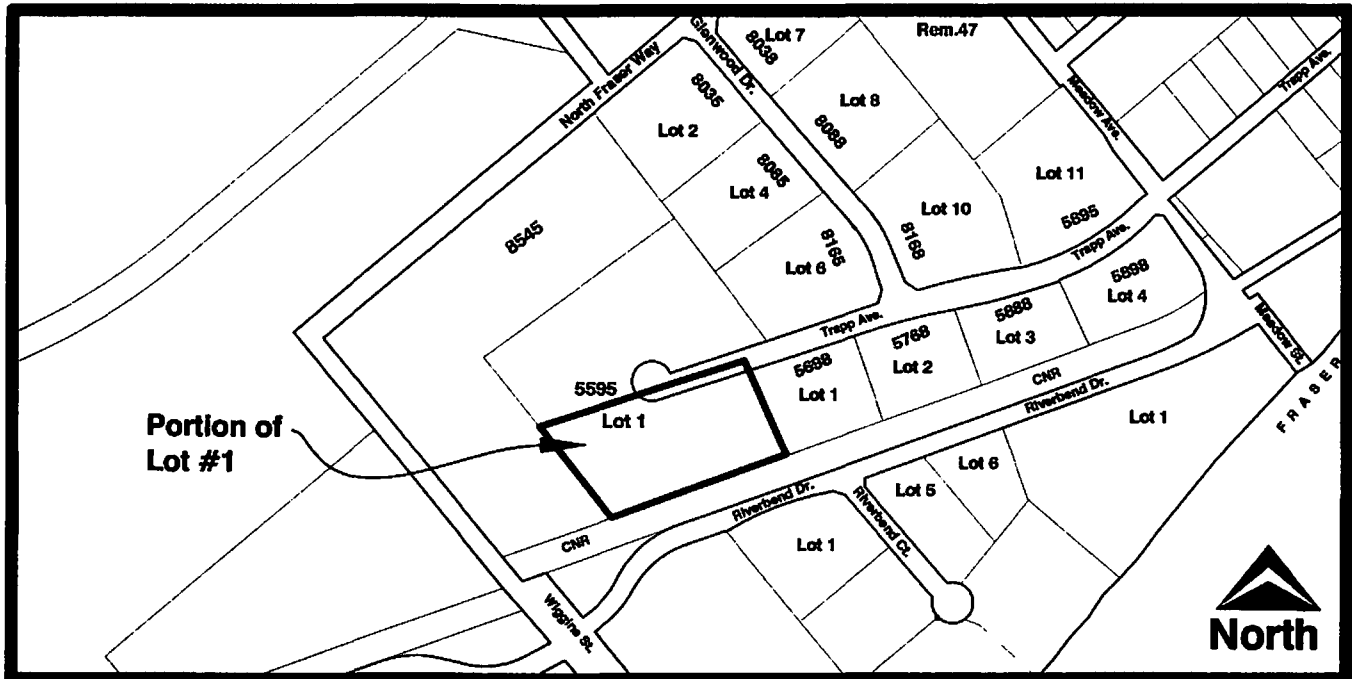 Lot 7
Rem.47
8038
Glenwood Dr.
North Fraser Way
8035
Lot 2
Lot 8
8088
Meadow Ave.
Trapp Ave.
8085
Lot 4
Lot 11
5895
Lot 10
8168
8545
8165
Lot 6
Trapp Ave.
5898
Lot 4
5888
Lot 3
Trapp Ave.
5768
Lot 2
5698
Lot 1
Meadow St.
FRASER
CNR
Riverbend Dr.
5595
Lot 1
Lot 1
Portion of
Lot #1
Lot 6
Lot 5
Riverbend Dr.
Riverbend Ct.
CNR
Lot 1
Wiggins St.
North